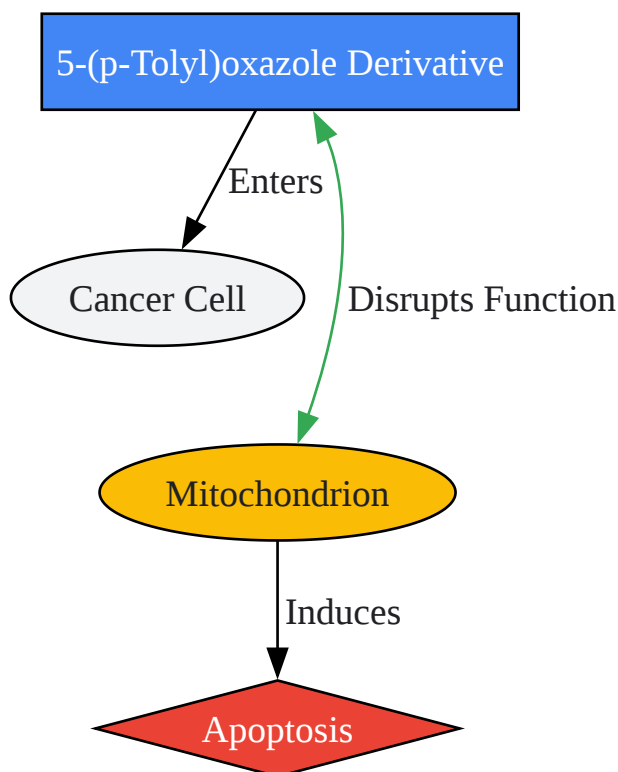 5-(p-Tolyl)oxazole Derivative
Enters
Cancer Cell
Disrupts Function
Mitochondrion
Induces
Apoptosis